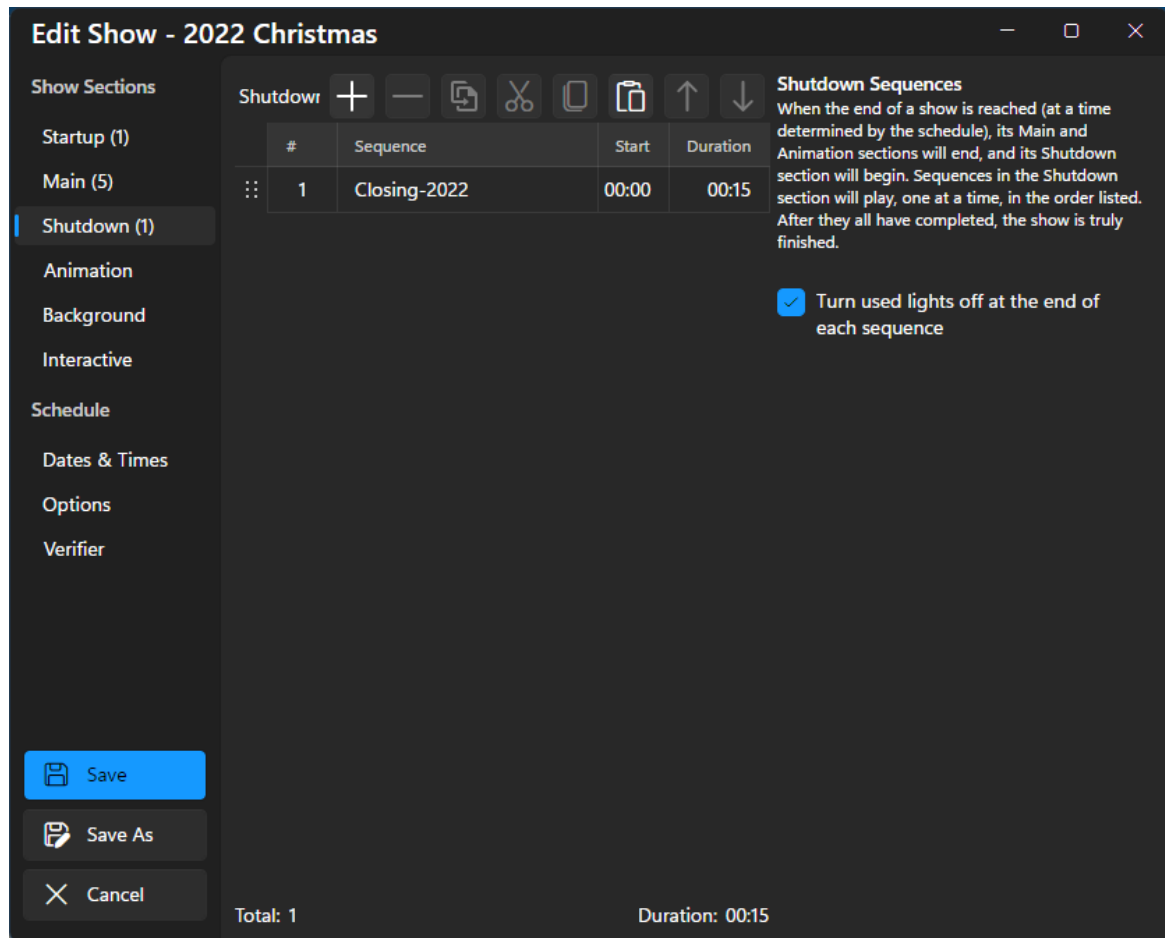 Edit Show - 2022 Christmas
Show Sections
Startup (1)
Main (5)
Shutdown (1)
Animation
Background
Interactive
Schedule
Dates & Times
Options
Verifier
Save
Save As
Cancel
Shutdown
# Sequence Start Duration
1 Closing-2022 00:00 00:15
Total: 1 Duration: 00:15
Shutdown Sequences
When the end of a show is reached (at a time
determined by the schedule), its Main and
Animation sections will end, and its Shutdown
section will begin. Sequences in the Shutdown
section will play, one at a time, in the order listed.
After they all have completed, the show is truly
finished.
Turn used lights off at the end of
each sequence